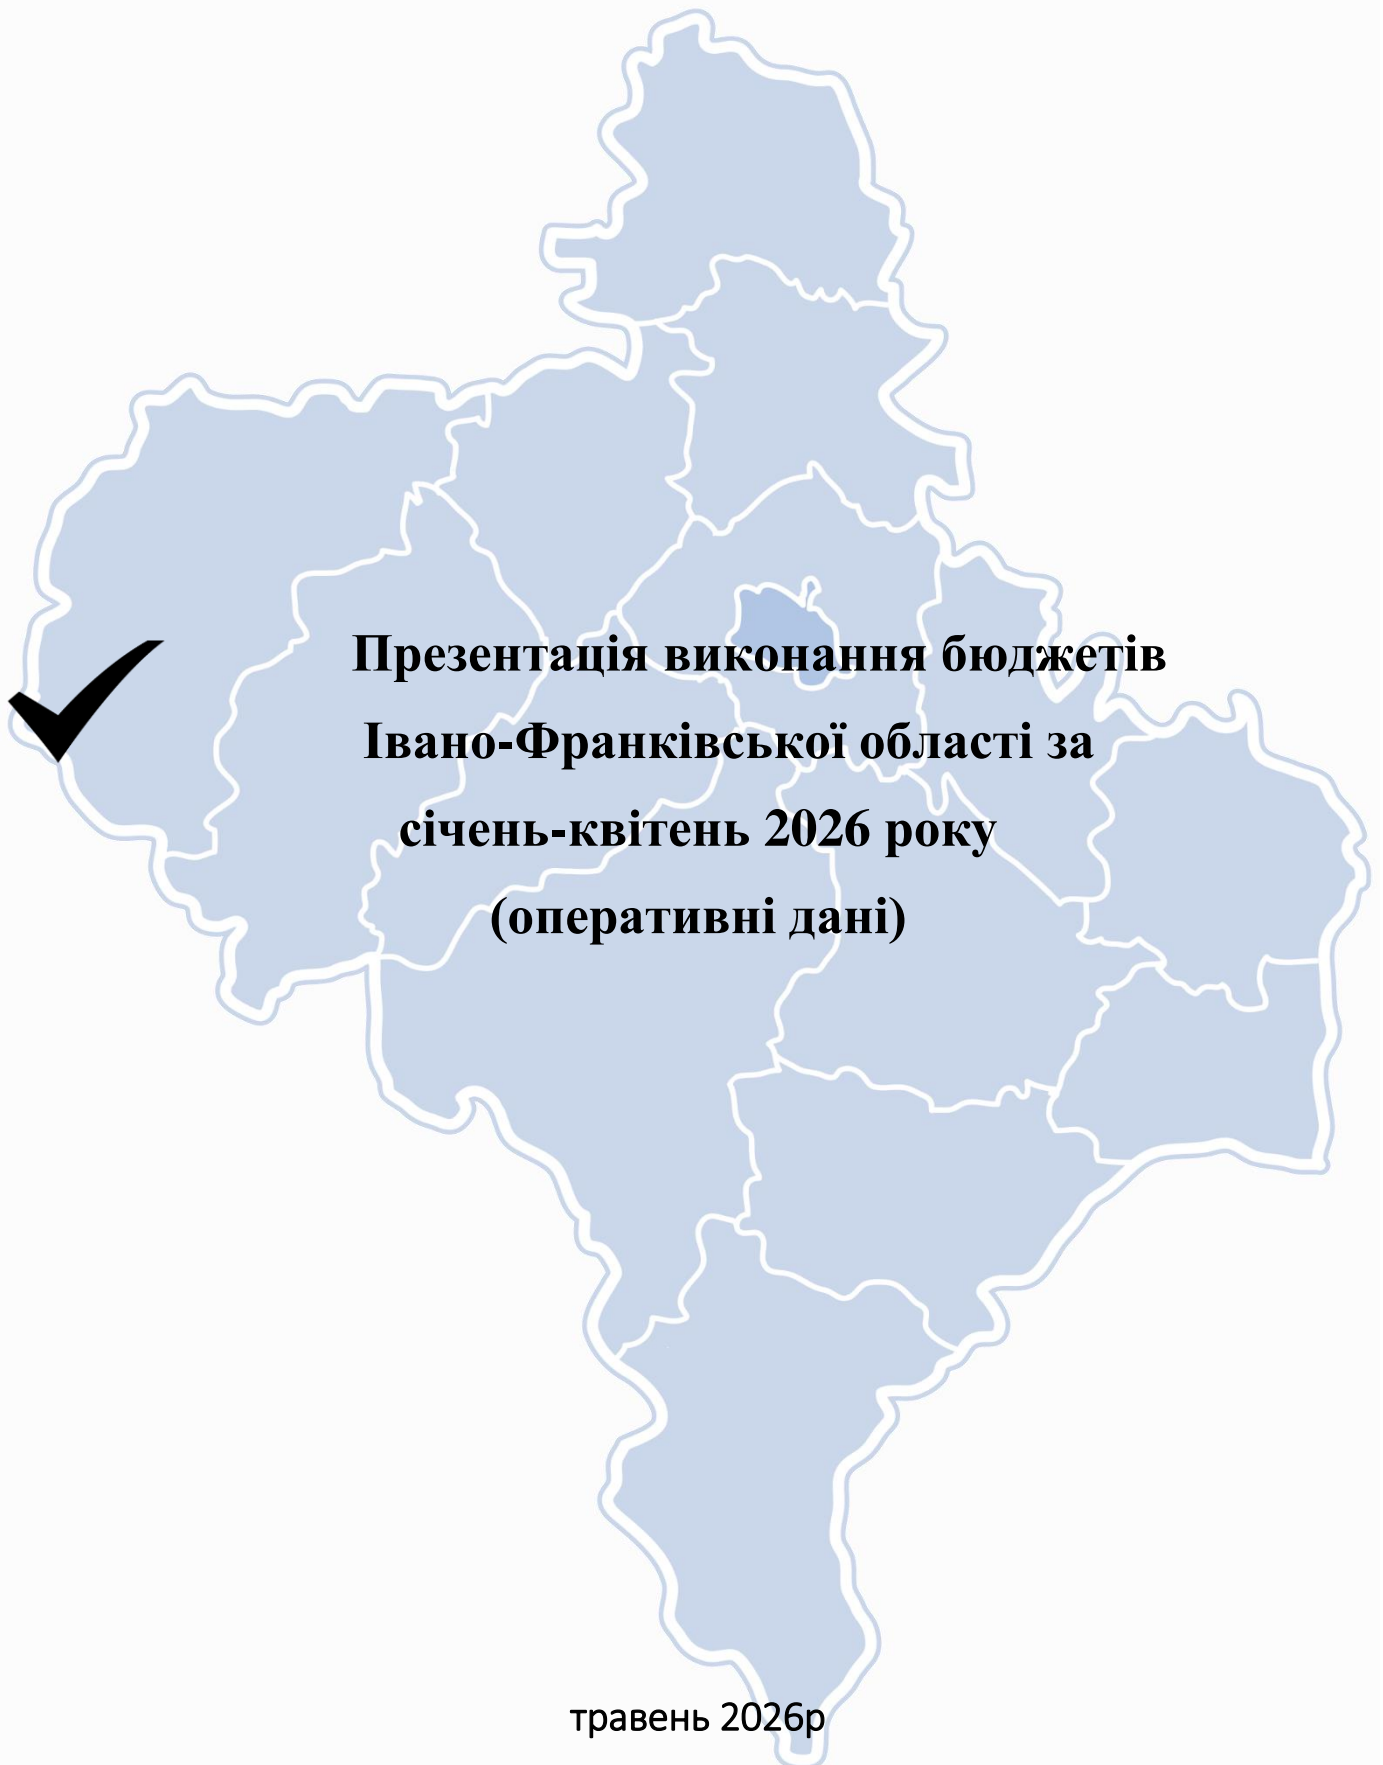 Презентація виконання бюджетів
Івано-Франківської області за
січень-квітень 2026 року
(оперативні дані)
травень 2026р